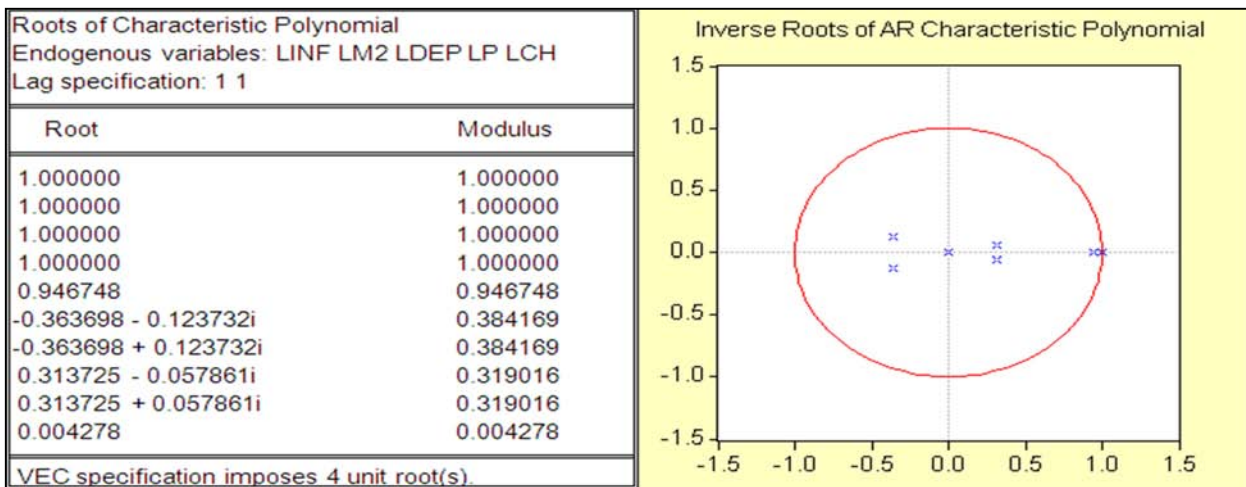 Roots of Characteristic Polynomial
Endogenous variables: LINF LM2 LDEP LP LCH
Lag specification: 1 1
Root Modulus
1.000000 1.000000
1.000000 1.000000
1.000000 1.000000
1.000000 1.000000
0.946748 0.946748
-0.363698 - 0.123732i 0.384169
-0.363698 + 0.123732i 0.384169
0.313725 - 0.057861i 0.319016
0.313725 + 0.057861i 0.319016
0.004278 0.004278
VEC specification imposes 4 unit root(s).
Inverse Roots of AR Characteristic Polynomial
1.5
1.0
0.5
0.0
-0.5
-1.0
-1.5
-1.5 -1.0 -0.5 0.0 0.5 1.0 1.5